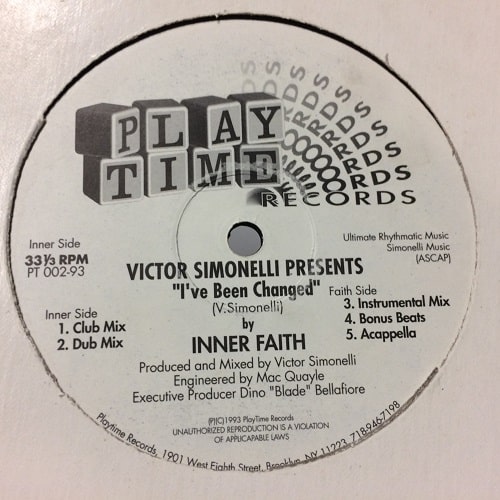 PLAY
TIME
RECORDS
Inner Side
33 1/3 RPM
PT 002-93
Ultimate Rhythmatic Music
Simonelli Music
(ASCAP)
VICTOR SIMONELLI PRESENTS
"I've Been Changed"
(V.Simonelli)
by
INNER FAITH
Inner Side
1. Club Mix
2. Dub Mix
Faith Side
3. Instrumental Mix
4. Bonus Beats
5. Acappella
Produced and Mixed by Victor Simonelli
Engineered by Mac Quayle
Executive Producer Dino "Blade" Bellafiore
(P)(C)1993 PlayTime Records
UNAUTHORIZED REPRODUCTION IS A VIOLATION
OF APPLICAPABLE LAWS
Playtime Records, 1901 West Eighth Street, Brooklyn, NY 11223 718-946-7198